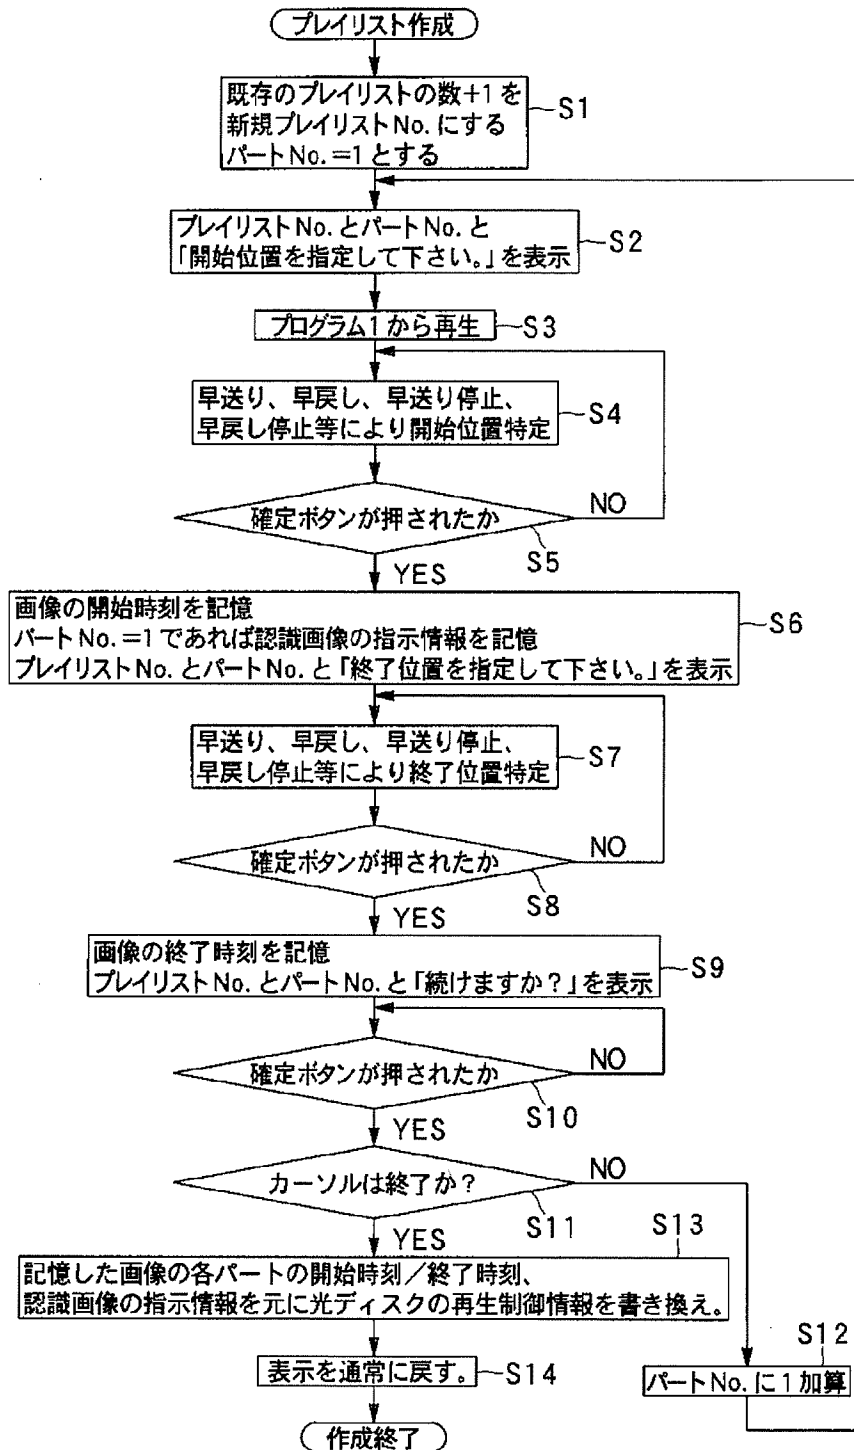 プレイリスト作成
既存のプレイリストの数+1を
新規プレイリストNo.にする
パートNo.=1とする
S1
プレイリストNo.とパートNo.と
「開始位置を指定して下さい。」を表示
S2
プログラム1から再生
S3
早送り、早戻し、早送り停止、
早戻し停止等により開始位置特定
S4
確定ボタンが押されたか
NO
S5
YES
画像の開始時刻を記憶
パートNo.=1であれば認識画像の指示情報を記憶
プレイリストNo.とパートNo.と「終了位置を指定して下さい。」を表示
S6
早送り、早戻し、早送り停止、
早戻し停止等により終了位置特定
S7
確定ボタンが押されたか
NO
S8
YES
画像の終了時刻を記憶
プレイリストNo.とパートNo.と「続けますか?」を表示
S9
確定ボタンが押されたか
NO
S10
YES
カーソルは終了か?
NO
S11
YES
S13
記憶した画像の各パートの開始時刻/終了時刻、
認識画像の指示情報を元に光ディスクの再生制御情報を書き換え。
S12
パートNo.に1加算
表示を通常に戻す。
S14
作成終了